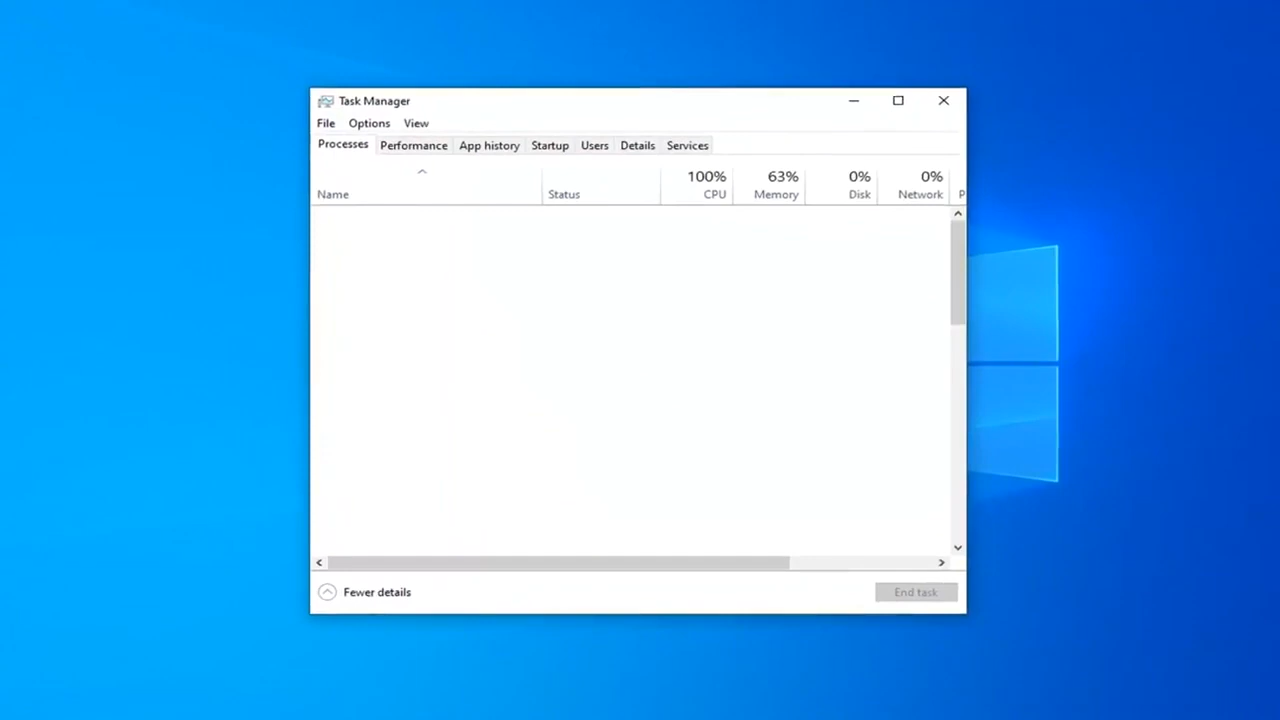 Task Manager
File Options View
Processes Performance App history Startup Users Details Services
100% 63% 0% 0%
Name Status CPU Memory Disk Network P
Fewer details End task